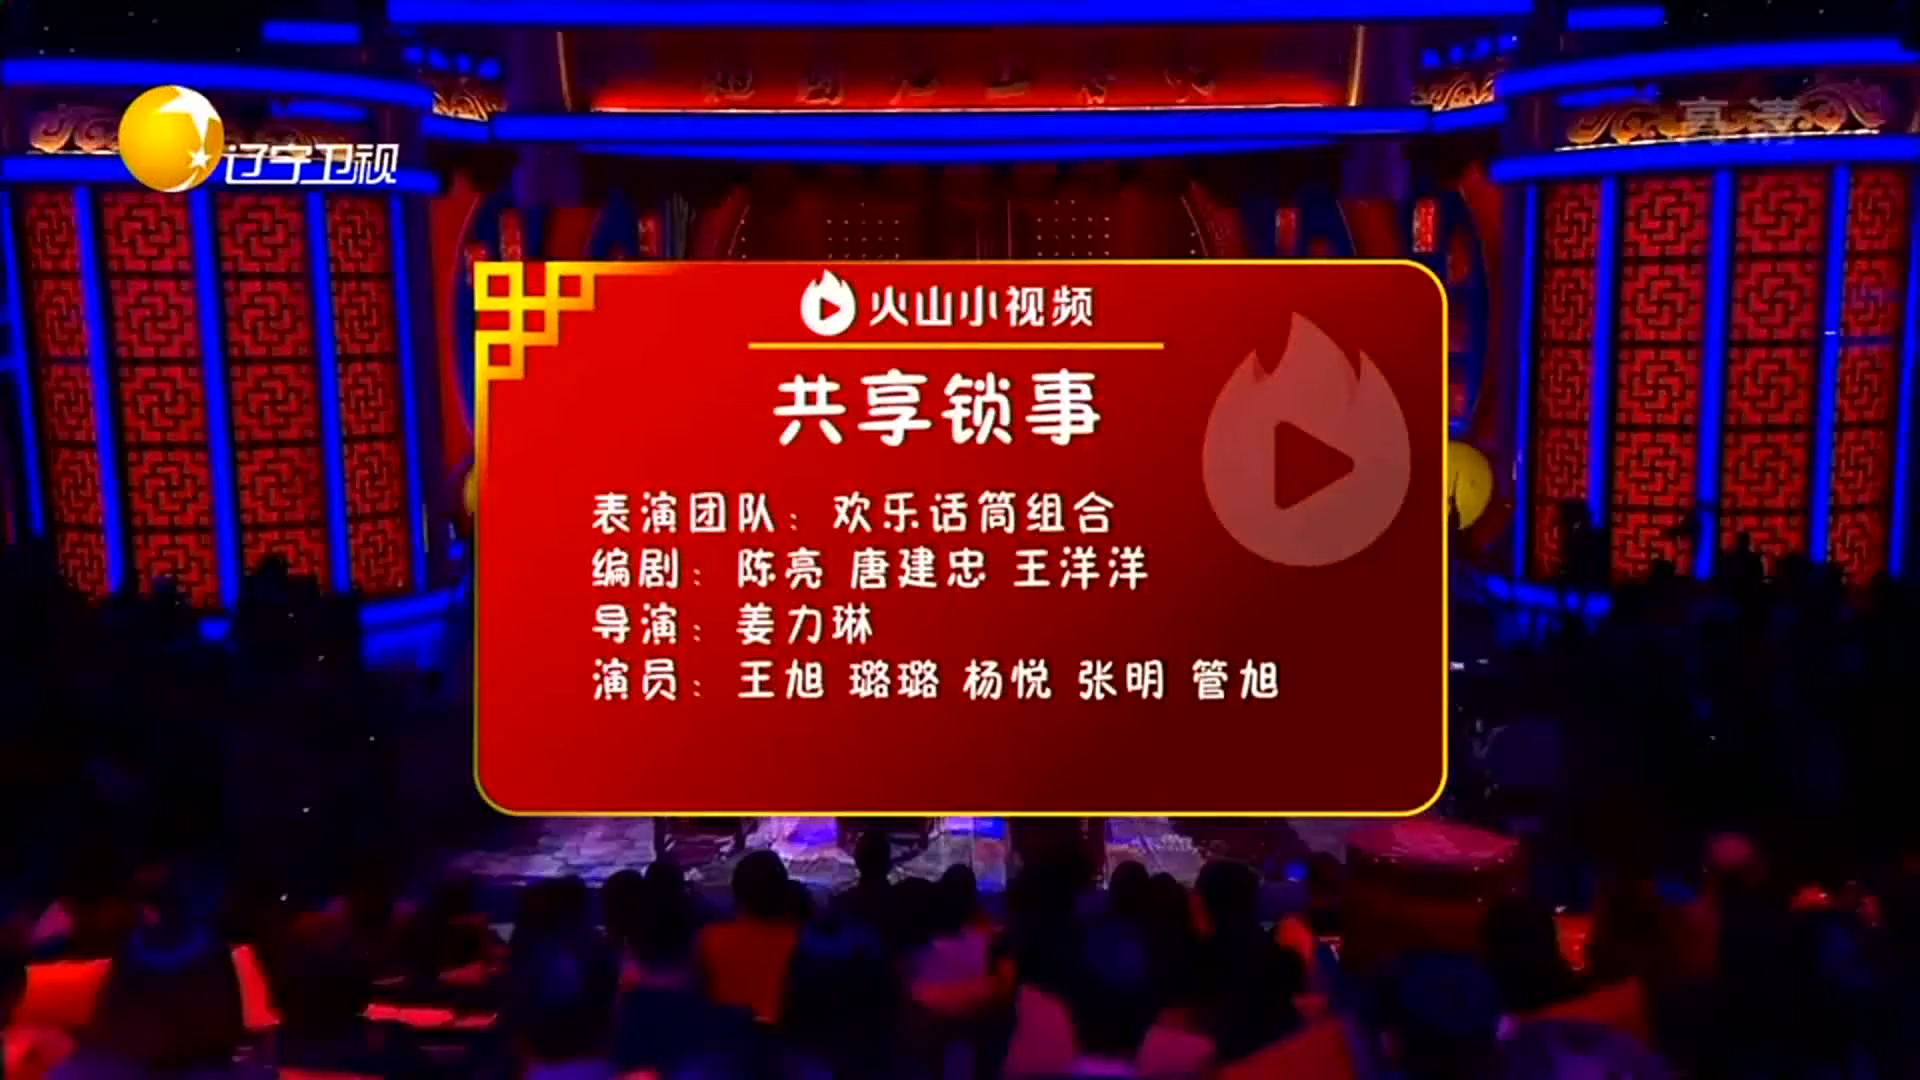 辽宁卫视
高清
火山小视频
共享锁事
表演团队：欢乐话筒组合
编剧：陈亮 唐建忠 王洋洋
导演：姜力琳
演员：王旭 璐璐 杨悦 张明 管旭